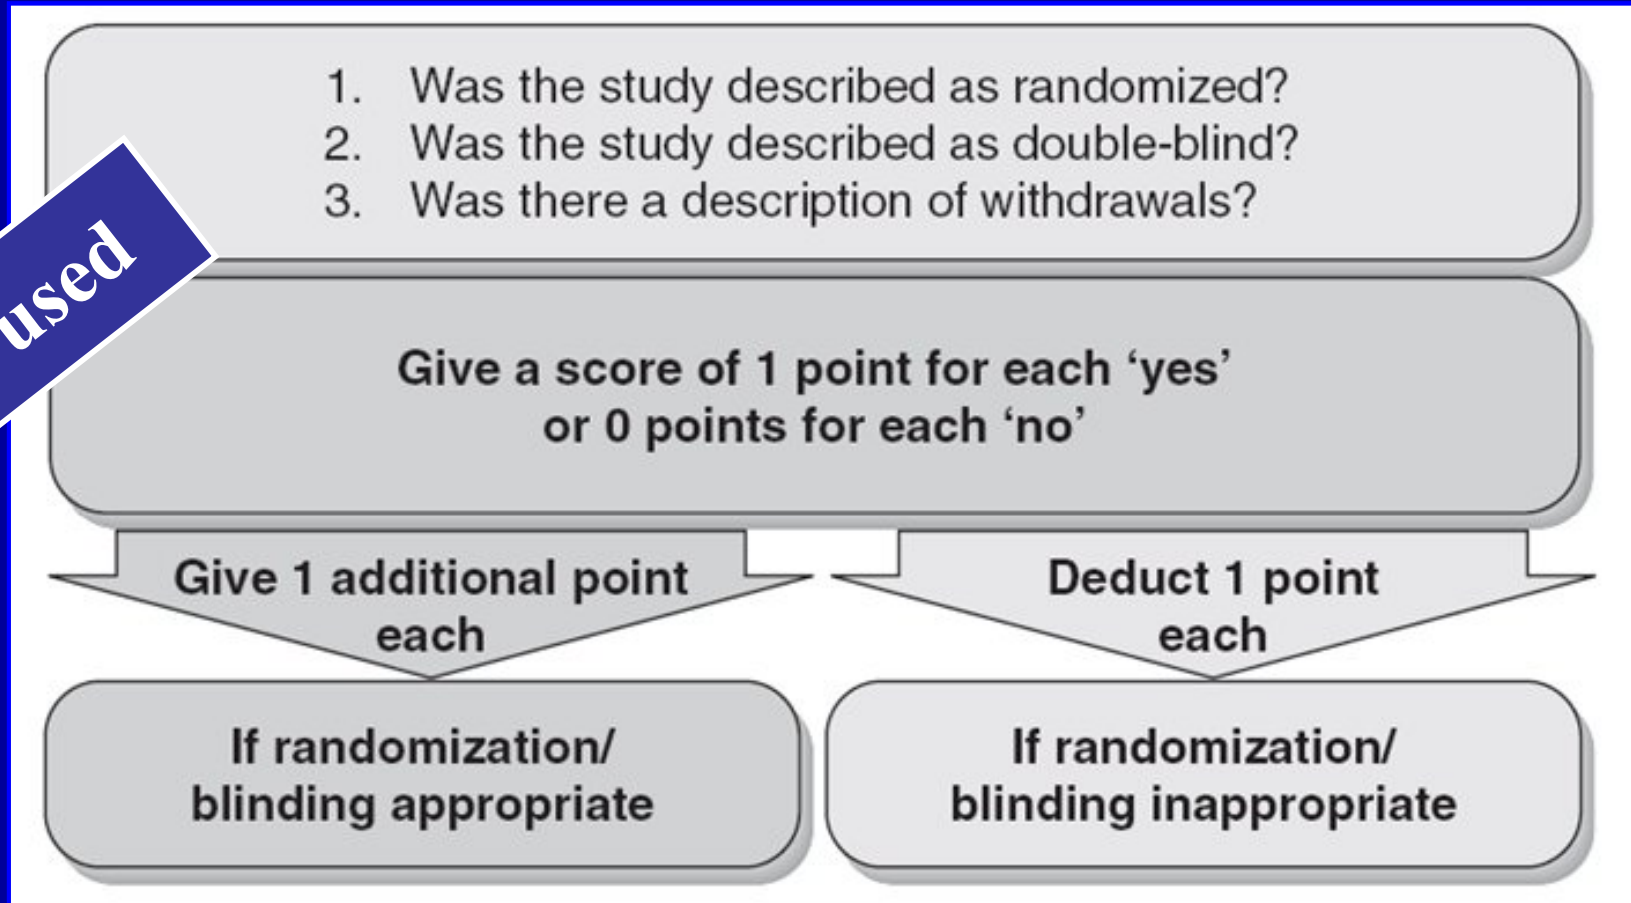 1. Was the study described as randomized?
2. Was the study described as double-blind?
3. Was there a description of withdrawals?
used
Give a score of 1 point for each ‘yes’
or 0 points for each ‘no’
Give 1 additional point
each
Deduct 1 point
each
If randomization/
blinding appropriate
If randomization/
blinding inappropriate